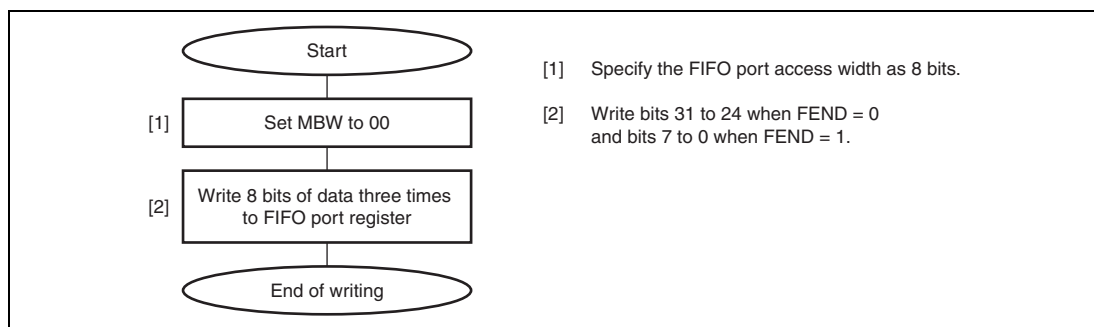 Start
[1] Set MBW to 00
[2] Write 8 bits of data three times
to FIFO port register
End of writing
[1] Specify the FIFO port access width as 8 bits.
[2] Write bits 31 to 24 when FEND = 0
and bits 7 to 0 when FEND = 1.